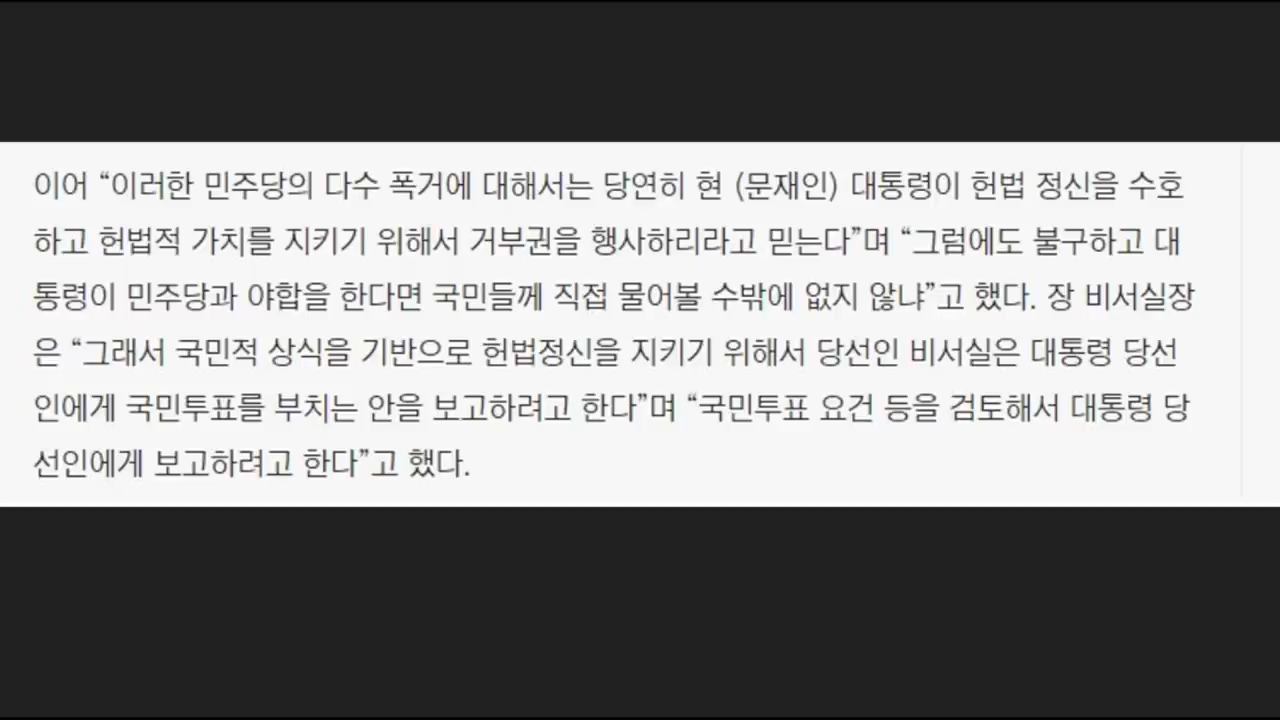 이어 “이러한 민주당의 다수 폭거에 대해서는 당연히 현 (문재인) 대통령이 헌법 정신을 수호
하고 헌법적 가치를 지키기 위해서 거부권을 행사하리라고 믿는다”며 “그럼에도 불구하고 대
통령이 민주당과 야합을 한다면 국민들께 직접 물어볼 수밖에 없지 않냐”고 했다. 장 비서실장
은 “그래서 국민적 상식을 기반으로 헌법정신을 지키기 위해서 당선인 비서실은 대통령 당선
인에게 국민투표를 부치는 안을 보고하려고 한다”며 “국민투표 요건 등을 검토해서 대통령 당
선인에게 보고하려고 한다”고 했다.